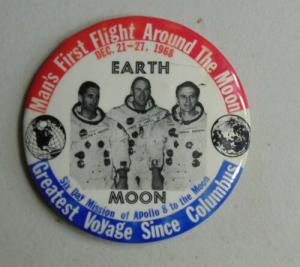 Man's First Flight Around The Moon
DEC. 21-27, 1968
EARTH
MOON
Six Day Mission of Apollo 8 to the Moon
Greatest Voyage Since Columbus